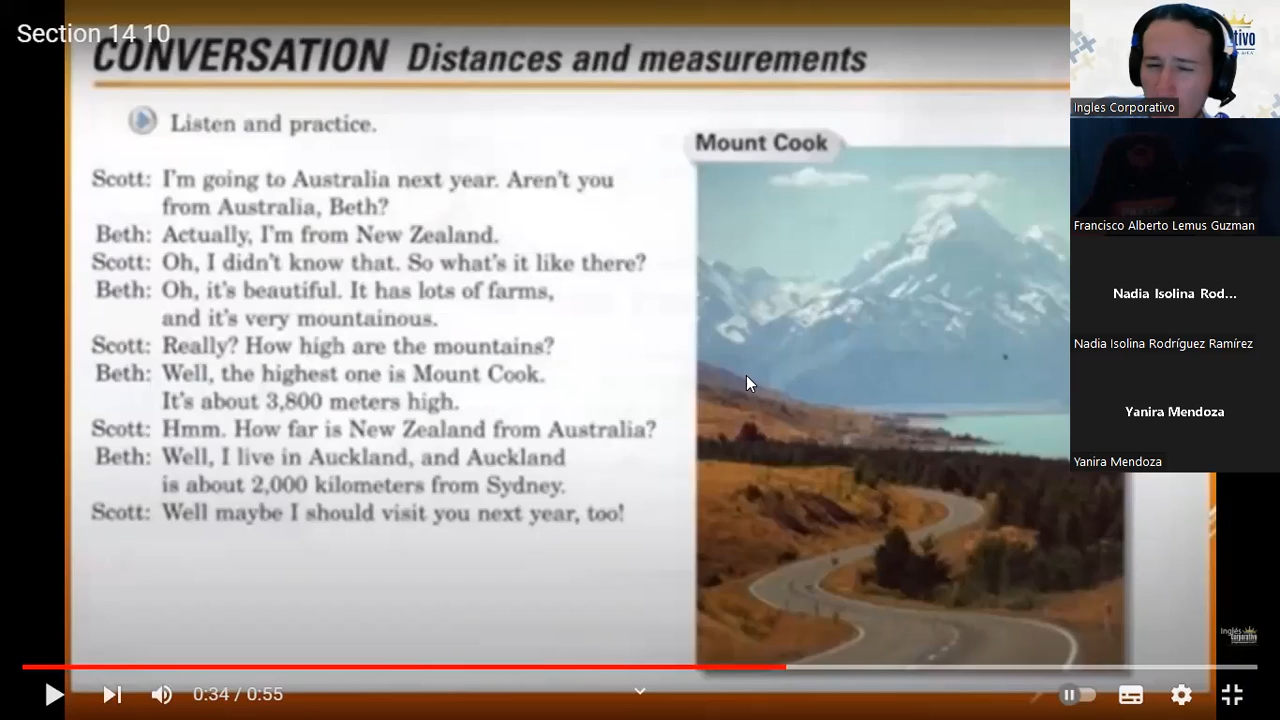 Section 14 10
CONVERSATION Distances and measurements
Listen and practice.
Mount Cook
Scott: I'm going to Australia next year. Aren't you
from Australia, Beth?
Beth: Actually, I'm from New Zealand.
Scott: Oh, I didn't know that. So what's it like there?
Beth: Oh, it's beautiful. It has lots of farms,
and it's very mountainous.
Scott: Really? How high are the mountains?
Beth: Well, the highest one is Mount Cook.
It's about 3,800 meters high.
Scott: Hmm. How far is New Zealand from Australia?
Beth: Well, I live in Auckland, and Auckland
is about 2,000 kilometers from Sydney.
Scott: Well maybe I should visit you next year, too!
0:34 / 0:55
tivo
Ingles Corporativo
Francisco Alberto Lemus Guzman
Nadia Isolina Rod...
Nadia Isolina Rodríguez Ramírez
Yanira Mendoza
Yanira Mendoza
Inglés
Corporativo